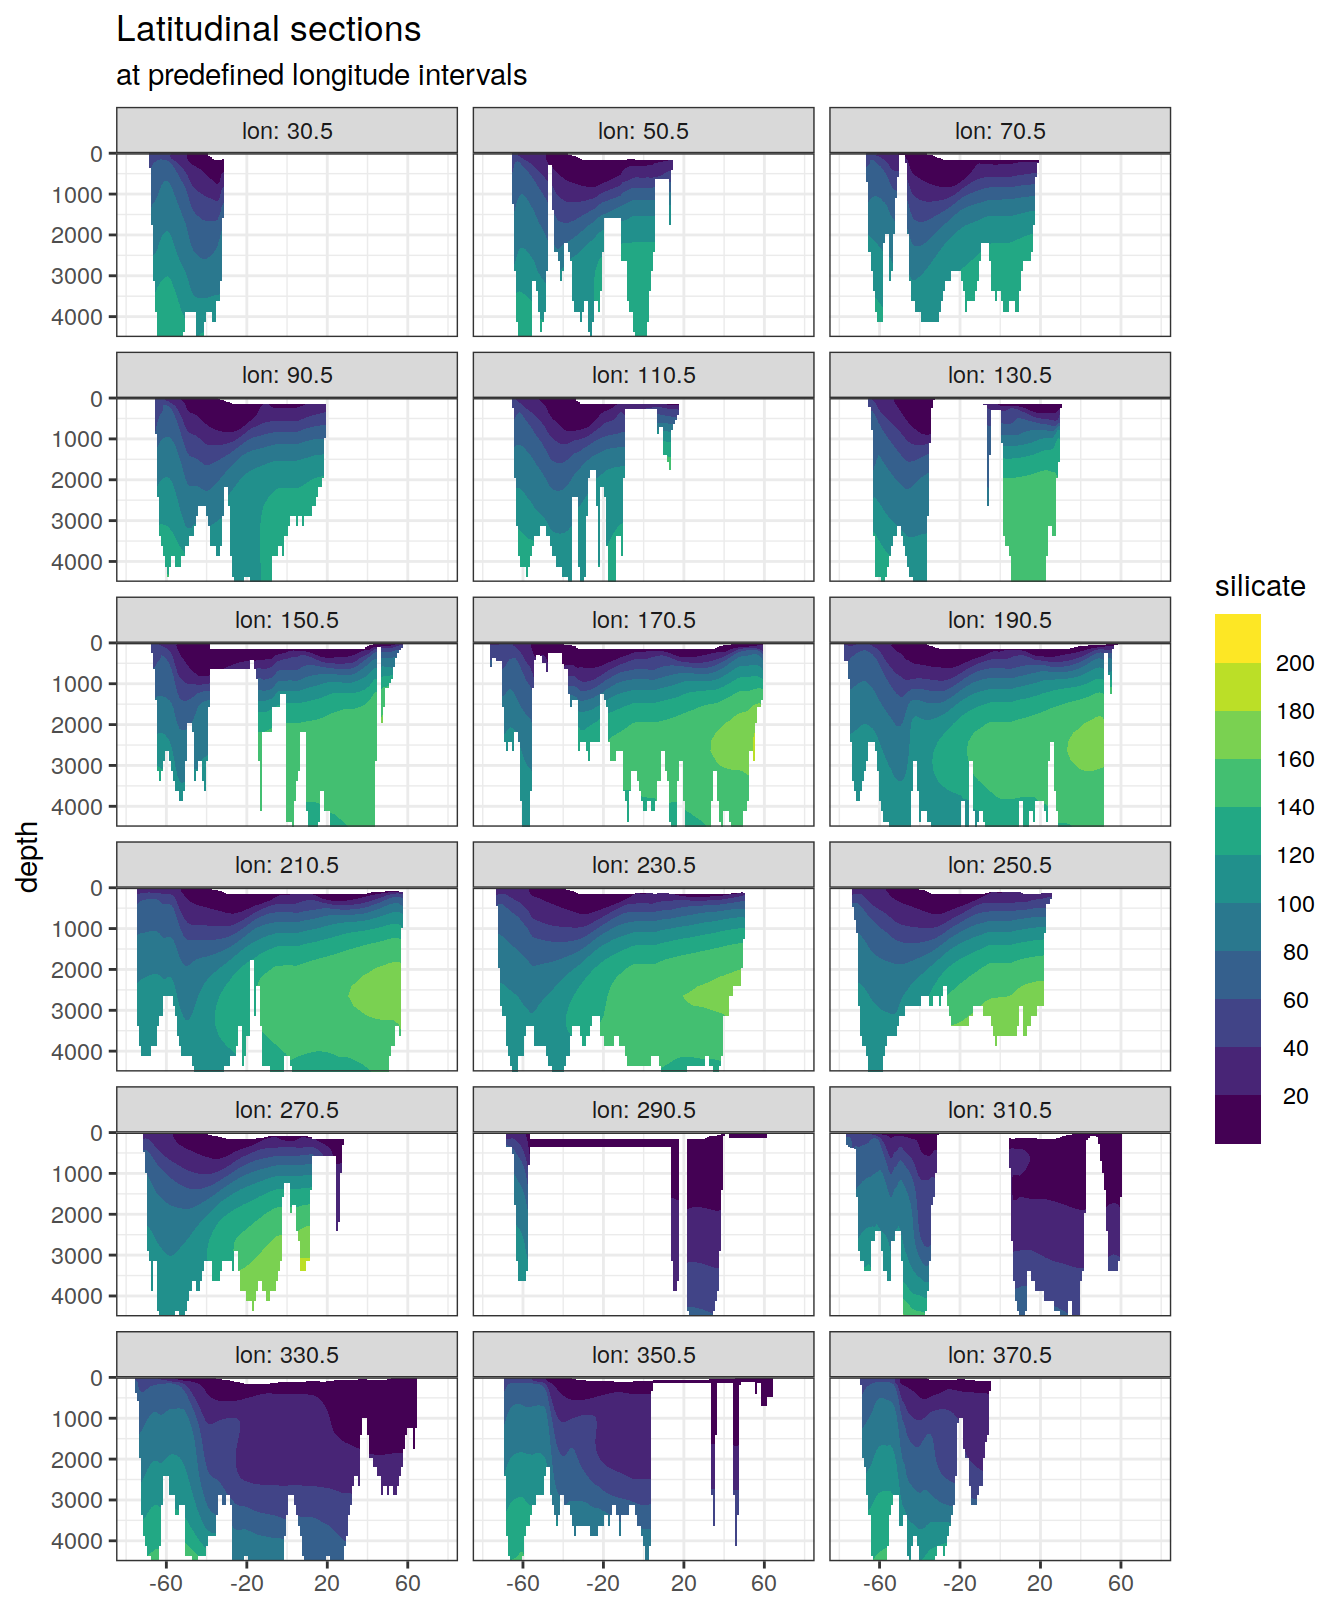 Latitudinal sections
at predefined longitude intervals
lon: 30.5
lon: 50.5
lon: 70.5
0
1000
2000
3000
4000
lon: 90.5
lon: 110.5
lon: 130.5
0
1000
2000
3000
4000
lon: 150.5
lon: 170.5
lon: 190.5
0
1000
2000
3000
4000
lon: 210.5
lon: 230.5
lon: 250.5
0
1000
2000
3000
4000
lon: 270.5
lon: 290.5
lon: 310.5
0
1000
2000
3000
4000
lon: 330.5
lon: 350.5
lon: 370.5
0
1000
2000
3000
4000
-60 -20 20 60
-60 -20 20 60
-60 -20 20 60
depth
silicate
200
180
160
140
120
100
80
60
40
20